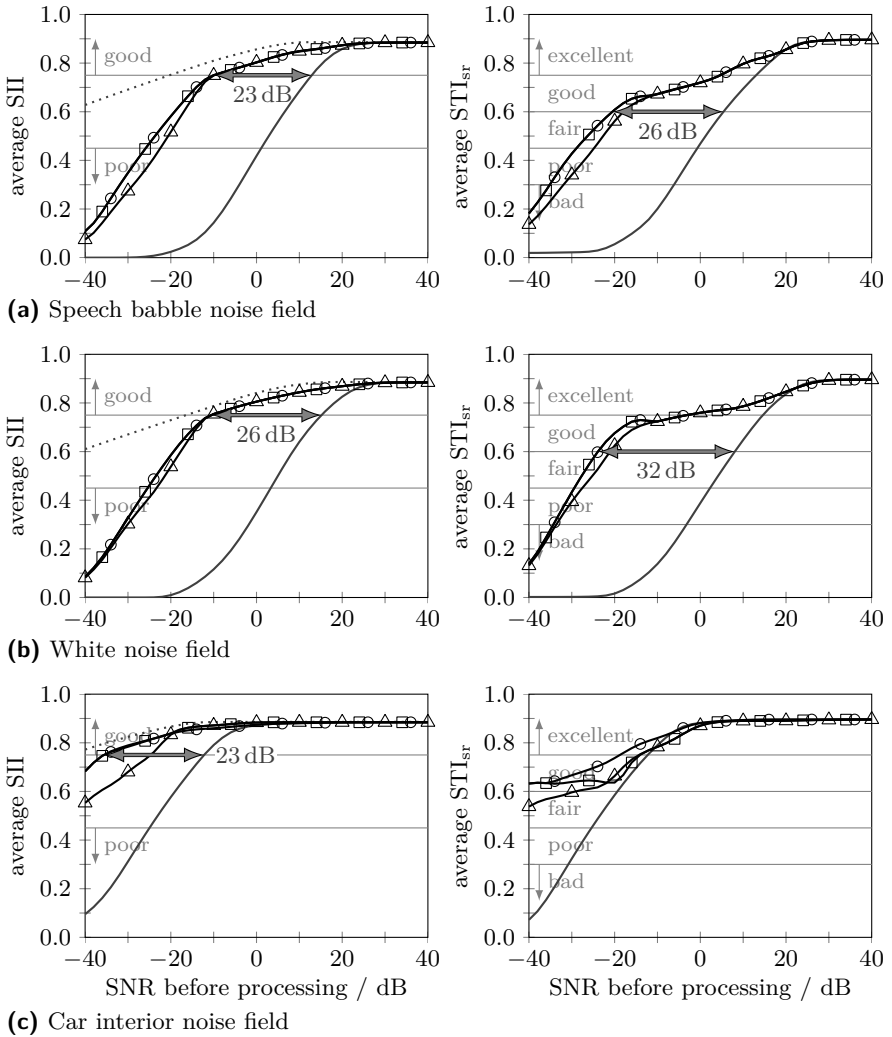 1.0
0.8
0.6
0.4
0.2
0.0
average SII
good
poor
23 dB
−40 −20 0 20 40
1.0
0.8
0.6
0.4
0.2
0.0
average STIsr
excellent
good
fair
poor
bad
26 dB
−40 −20 0 20 40
(a) Speech babble noise field
1.0
0.8
0.6
0.4
0.2
0.0
average SII
good
poor
26 dB
−40 −20 0 20 40
1.0
0.8
0.6
0.4
0.2
0.0
average STIsr
excellent
good
fair
poor
bad
32 dB
−40 −20 0 20 40
(b) White noise field
1.0
0.8
0.6
0.4
0.2
0.0
average SII
good
poor
23 dB
−40 −20 0 20 40
SNR before processing / dB
1.0
0.8
0.6
0.4
0.2
0.0
average STIsr
excellent
good
fair
poor
bad
−40 −20 0 20 40
SNR before processing / dB
(c) Car interior noise field